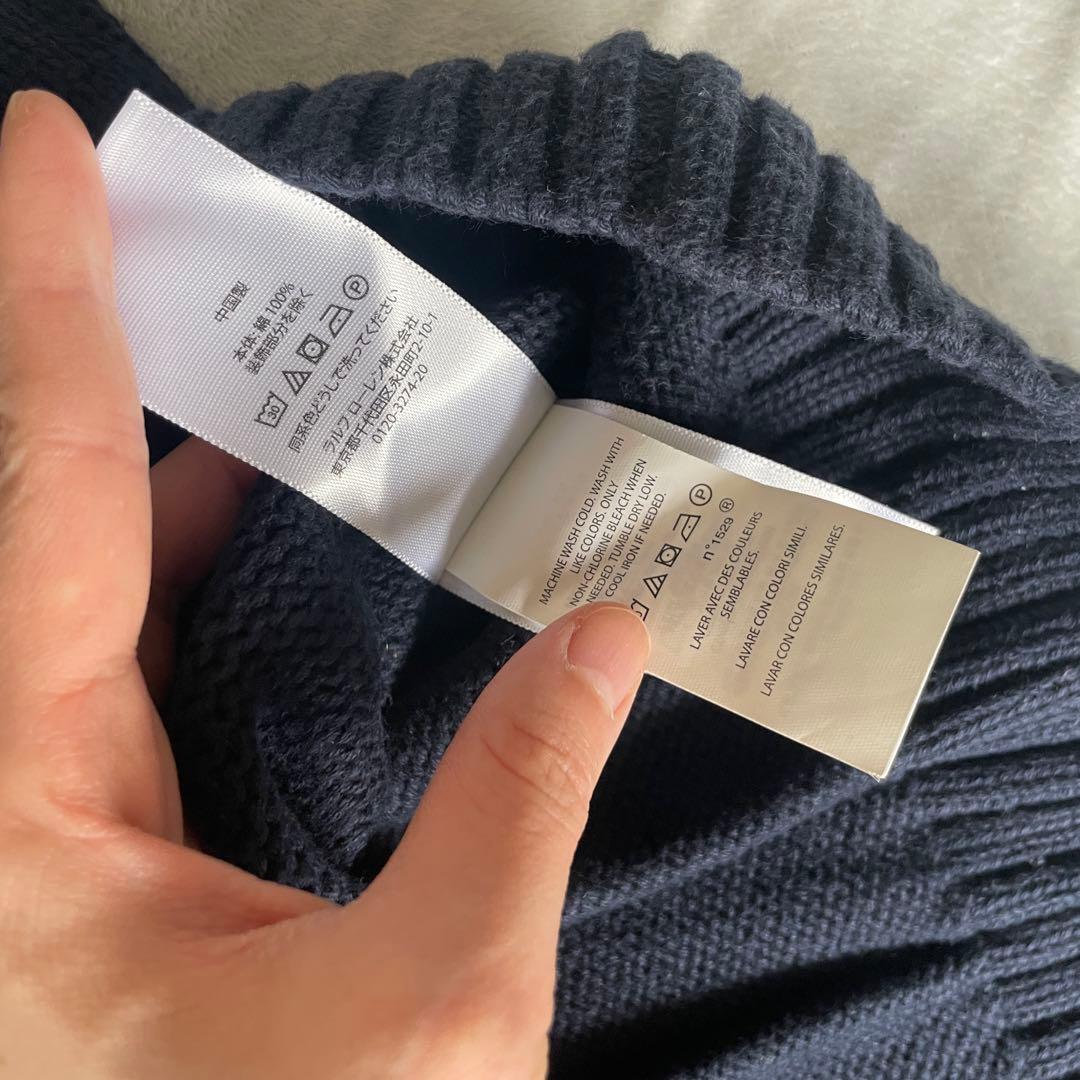 中国製
本体:綿 100%
装飾部分を除く
30 P
同系色どうしで洗ってください
ラルフ ローレン株式会社
東京都千代田区永田町2-10-1
0120-3274-20
MACHINE WASH COLD. WASH WITH
LIKE COLORS. ONLY
NON-CHLORINE BLEACH WHEN
NEEDED. TUMBLE DRY LOW.
COOL IRON IF NEEDED.
P
n°1529 ®
LAVER AVEC DES COULEURS
SEMBLABLES.
LAVARE CON COLORI SIMILI.
LAVAR CON COLORES SIMILARES.